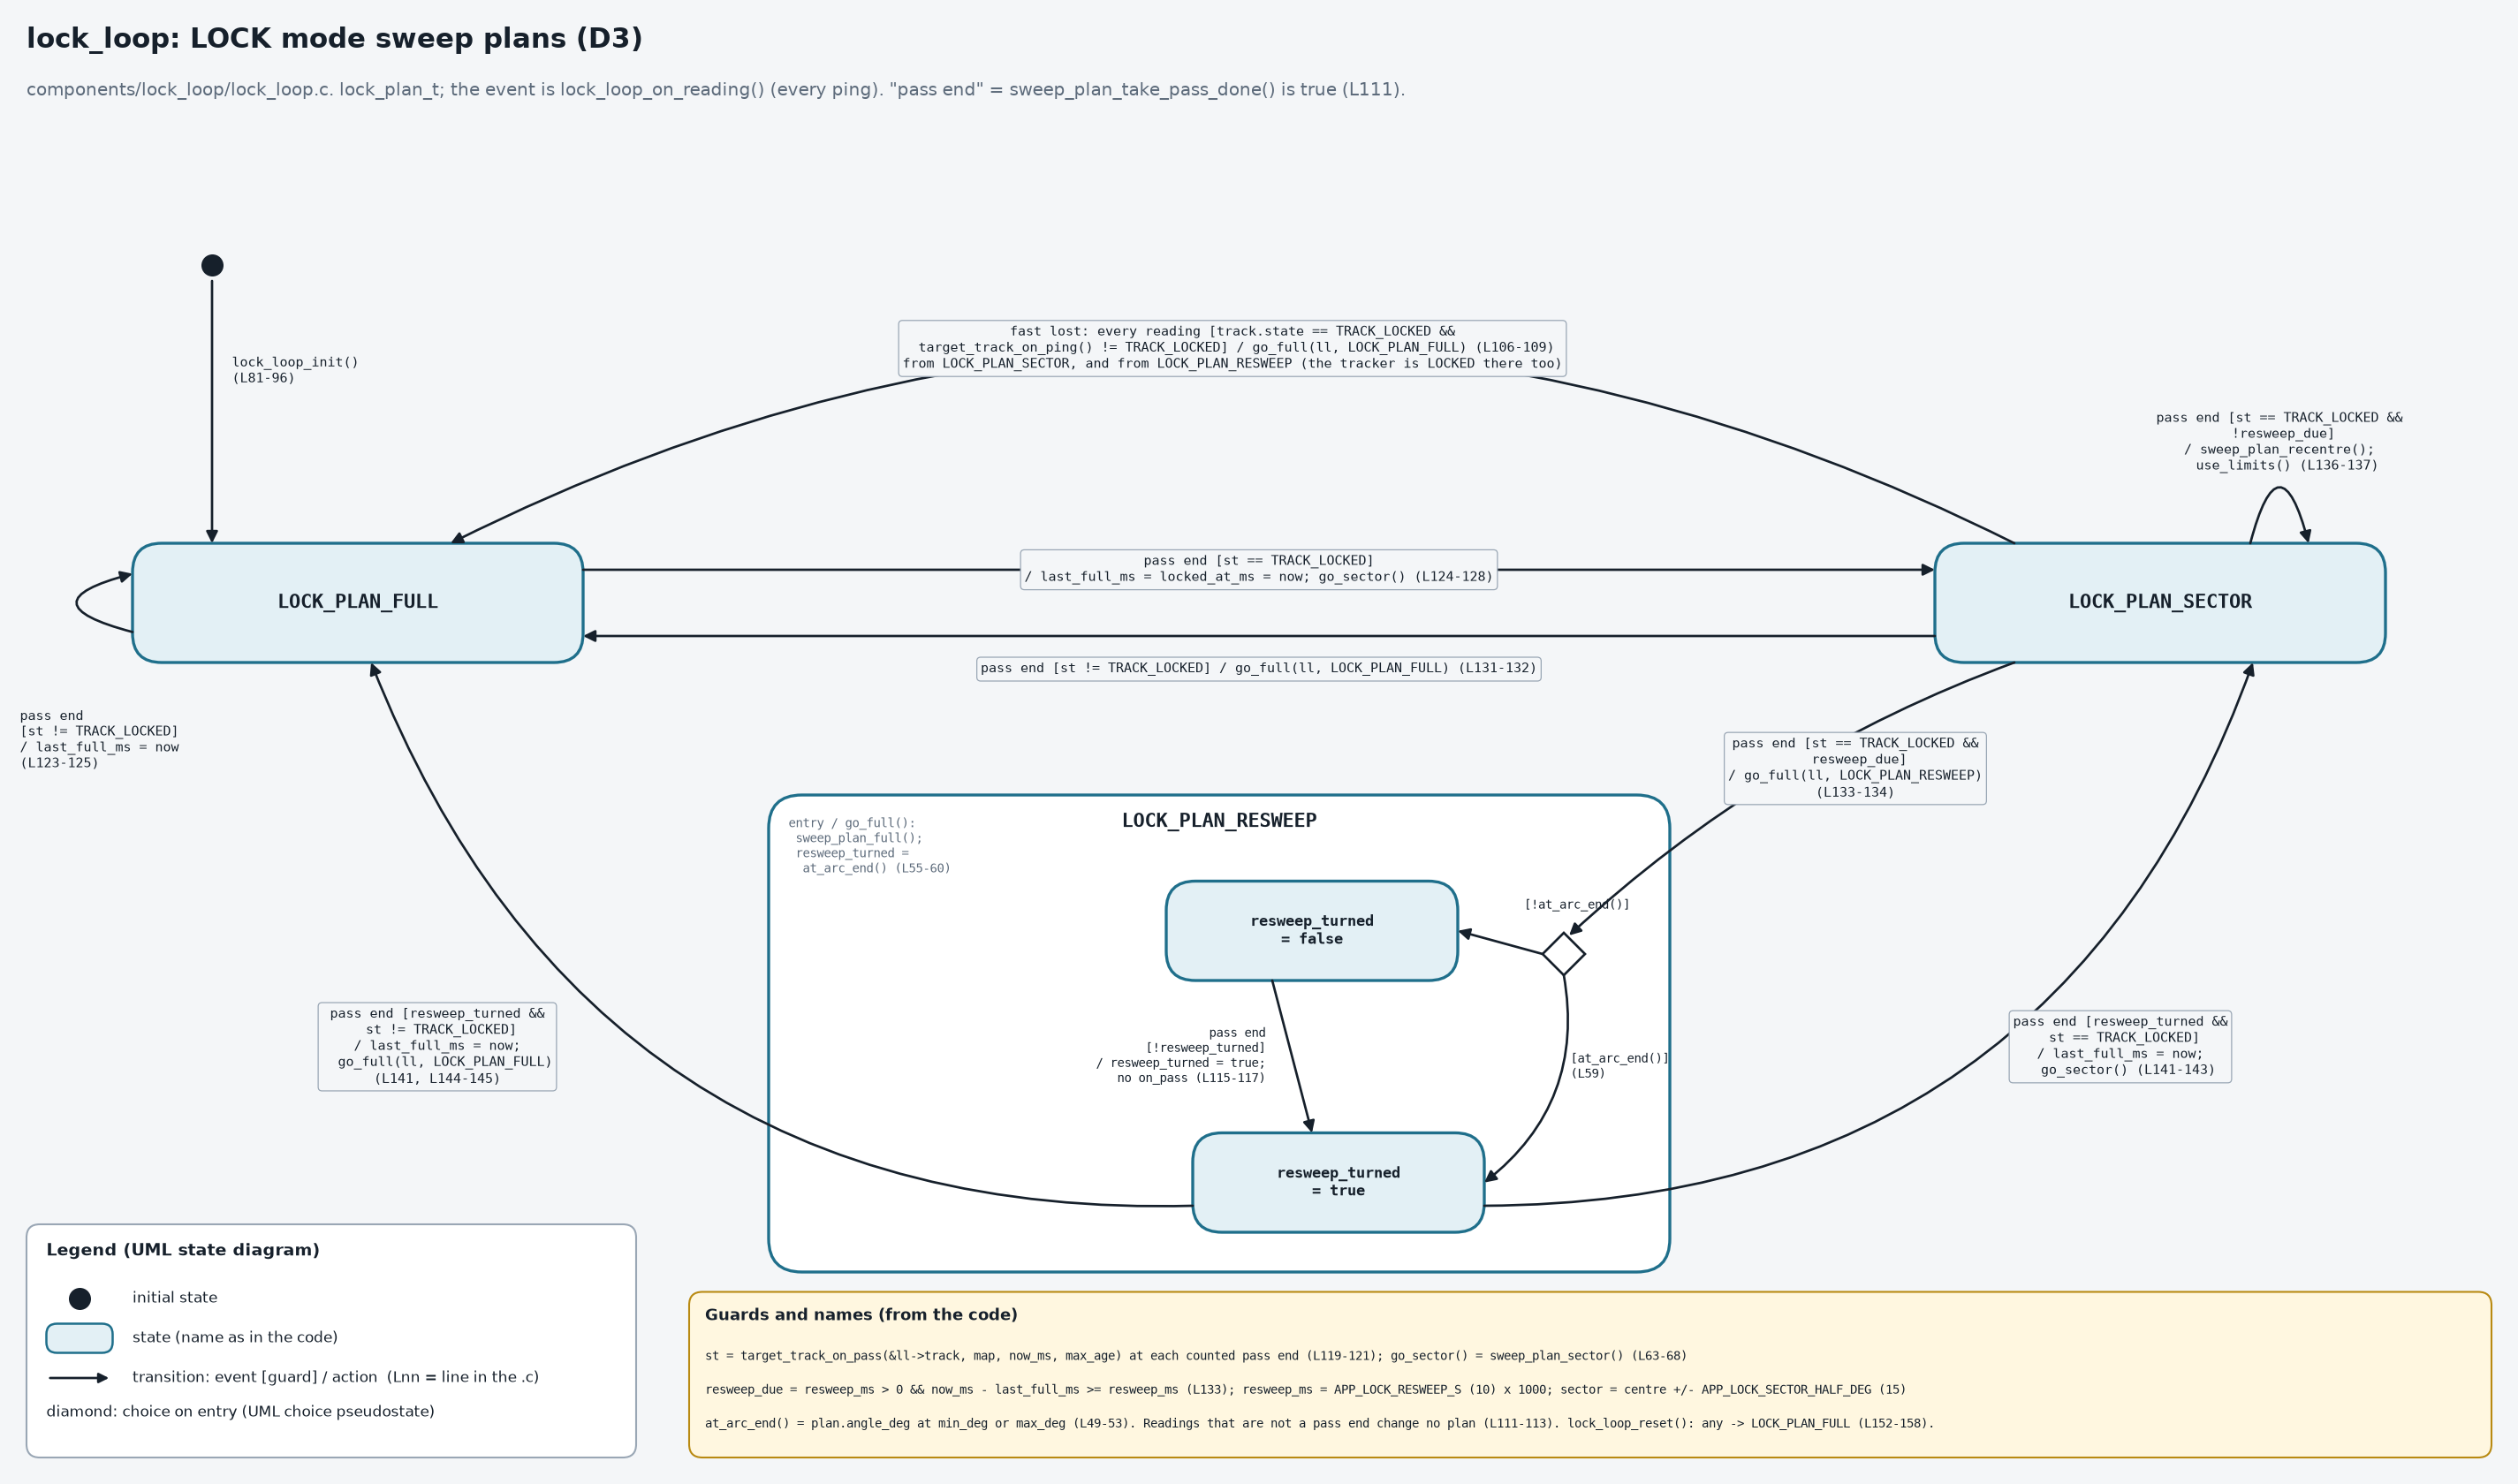 lock_loop: LOCK mode sweep plans (D3)
components/lock_loop/lock_loop.c. lock_plan_t; the event is lock_loop_on_reading() (every ping). "pass end" = sweep_plan_take_pass_done() is true (L111).
lock_loop_init()
(L81-96)
fast lost: every reading [track.state == TRACK_LOCKED &&
target_track_on_ping() != TRACK_LOCKED] / go_full(ll, LOCK_PLAN_FULL) (L106-109)
from LOCK_PLAN_SECTOR, and from LOCK_PLAN_RESWEEP (the tracker is LOCKED there too)
pass end [st == TRACK_LOCKED &&
!resweep_due]
/ sweep_plan_recentre();
use_limits() (L136-137)
LOCK_PLAN_FULL
pass end [st == TRACK_LOCKED]
/ last_full_ms = locked_at_ms = now; go_sector() (L124-128)
LOCK_PLAN_SECTOR
pass end [st != TRACK_LOCKED] / go_full(ll, LOCK_PLAN_FULL) (L131-132)
pass end
[st != TRACK_LOCKED]
/ last_full_ms = now
(L123-125)
pass end [st == TRACK_LOCKED &&
resweep_due]
/ go_full(ll, LOCK_PLAN_RESWEEP)
(L133-134)
LOCK_PLAN_RESWEEP
entry / go_full():
sweep_plan_full();
resweep_turned =
at_arc_end() (L55-60)
[!at_arc_end()]
resweep_turned
= false
pass end
[!resweep_turned]
/ resweep_turned = true;
no on_pass (L115-117)
[at_arc_end()]
(L59)
resweep_turned
= true
pass end [resweep_turned &&
st != TRACK_LOCKED]
/ last_full_ms = now;
go_full(ll, LOCK_PLAN_FULL)
(L141, L144-145)
pass end [resweep_turned &&
st == TRACK_LOCKED]
/ last_full_ms = now;
go_sector() (L141-143)
Legend (UML state diagram)
initial state
state (name as in the code)
transition: event [guard] / action (Lnn = line in the .c)
diamond: choice on entry (UML choice pseudostate)
Guards and names (from the code)
st = target_track_on_pass(&ll->track, map, now_ms, max_age) at each counted pass end (L119-121); go_sector() = sweep_plan_sector() (L63-68)
resweep_due = resweep_ms > 0 && now_ms - last_full_ms >= resweep_ms (L133); resweep_ms = APP_LOCK_RESWEEP_S (10) x 1000; sector = centre +/- APP_LOCK_SECTOR_HALF_DEG (15)
at_arc_end() = plan.angle_deg at min_deg or max_deg (L49-53). Readings that are not a pass end change no plan (L111-113). lock_loop_reset(): any -> LOCK_PLAN_FULL (L152-158).